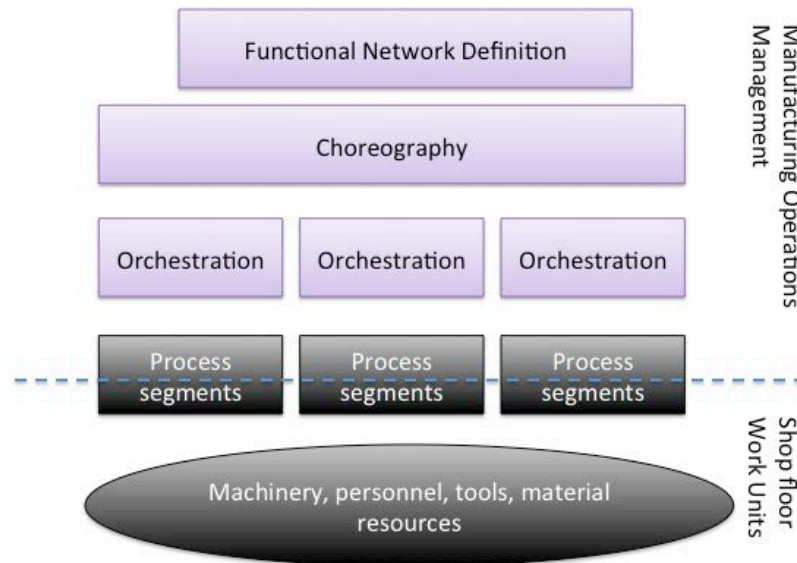 Functional Network Definition
Choreography
Orchestration
Orchestration
Orchestration
Process
segments
Process
segments
Process
segments
Machinery, personnel, tools, material
resources
Manufacturing Operations
Management
Shop floor
Work Units